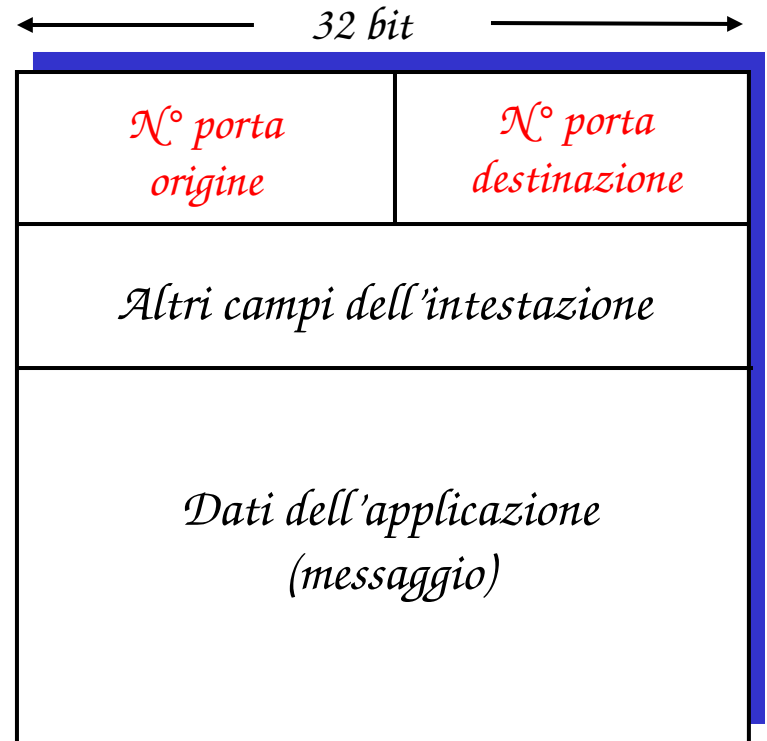 32 bit
N° porta
origine
N° porta
destinazione
Altri campi dell'intestazione
Dati dell'applicazione
(messaggio)